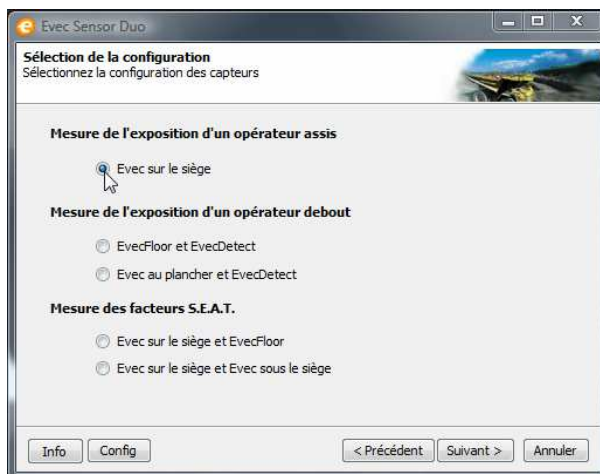 Evec Sensor Duo
Sélection de la configuration
Sélectionnez la configuration des capteurs
Mesure de l'exposition d'un opérateur assis
Evec sur le siège
Mesure de l'exposition d'un opérateur debout
EvecFloor et EvecDetect
Evec au plancher et EvecDetect
Mesure des facteurs S.E.A.T.
Evec sur le siège et EvecFloor
Evec sur le siège et Evec sous le siège
Info Config < Précédent Suivant > Annuler